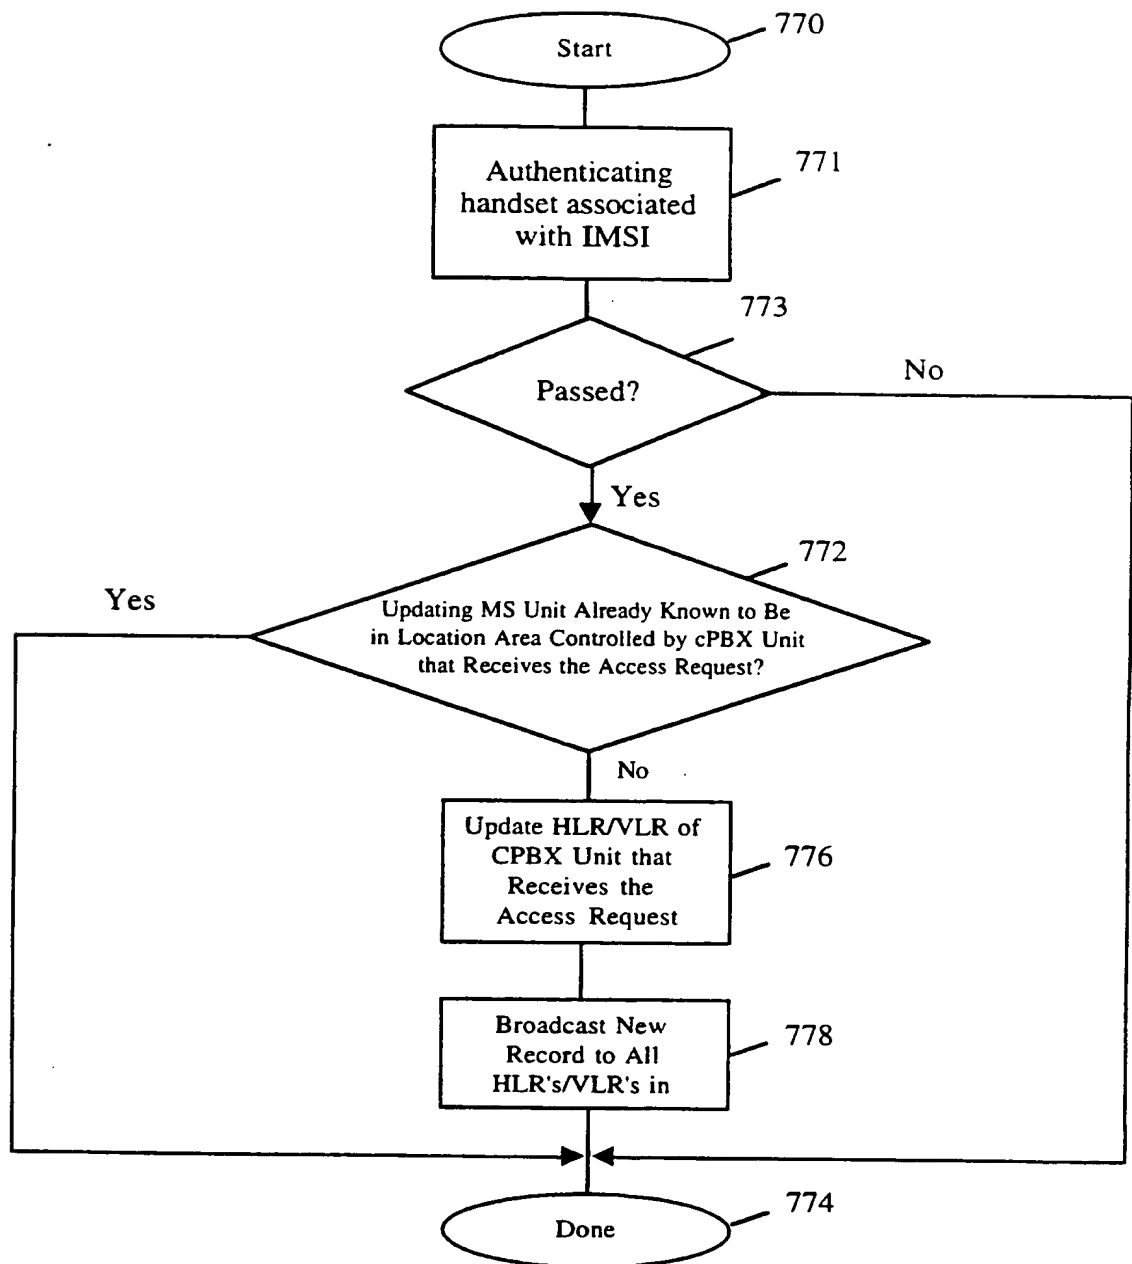 Start
770
Authenticating
handset associated
with IMSI
771
773
Passed?
No
Yes
772
Yes
Updating MS Unit Already Known to Be
in Location Area Controlled by cPBX Unit
that Receives the Access Request?
No
Update HLR/VLR of
CPBX Unit that
Receives the
Access Request
776
Broadcast New
Record to All
HLR's/VLR's in
778
Done
774